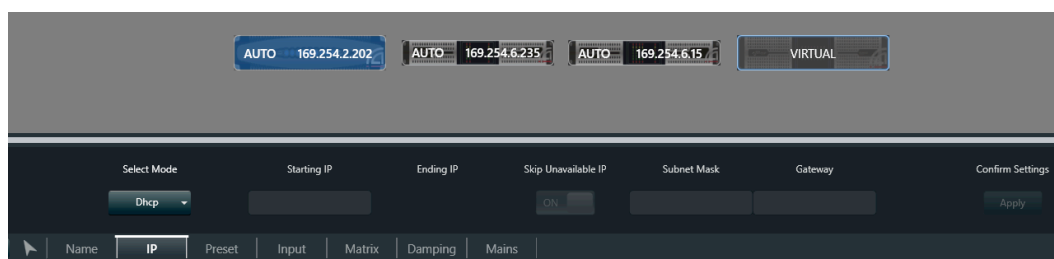 AUTO 169.254.2.202 AUTO 169.254.6.235 AUTO 169.254.6.15 VIRTUAL
Select Mode Starting IP Ending IP Skip Unavailable IP Subnet Mask Gateway Confirm Settings
Dhcp ON Apply
Name IP Preset Input Matrix Damping Mains